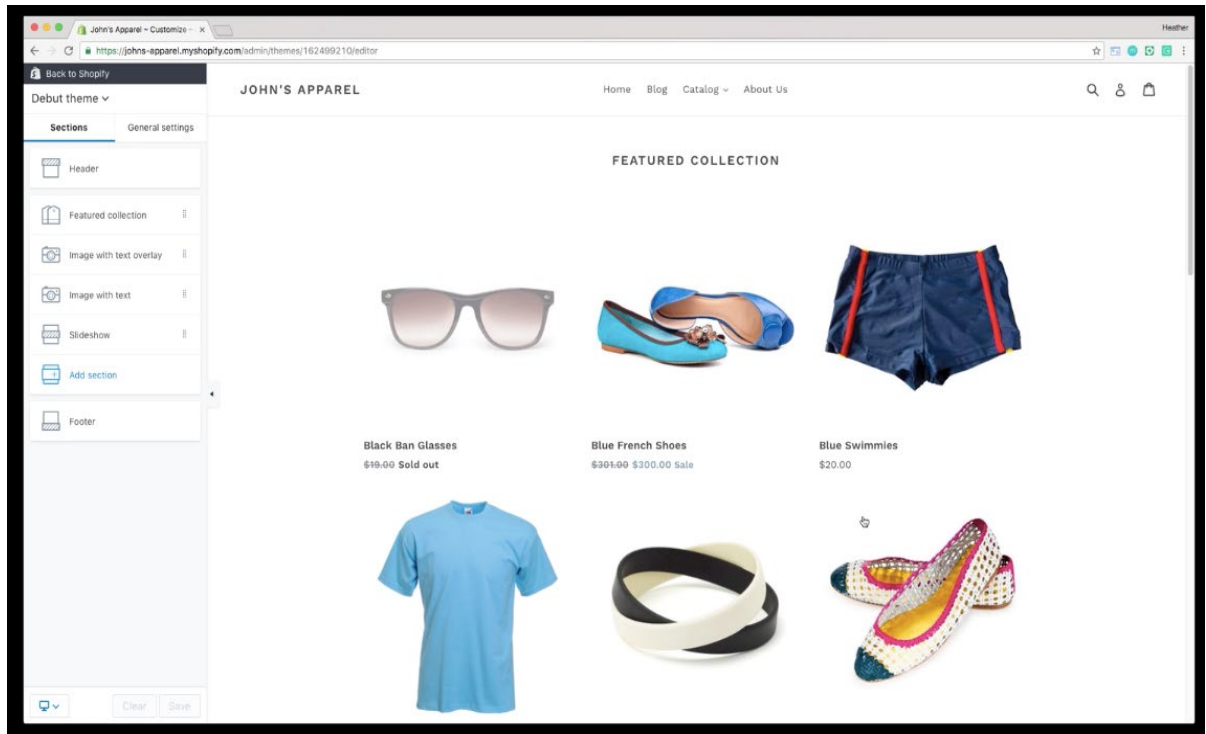 John's Apparel ~ Customize ~
Heather
https://johns-apparel.myshopify.com/admin/themes/162499210/editor
Back to Shopify
Debut theme
Sections General settings
Header
Featured collection
Image with text overlay
Image with text
Slideshow
Add section
Footer
Clear Save
JOHN'S APPAREL
Home Blog Catalog About Us
FEATURED COLLECTION
Black Ban Glasses
$19.00 Sold out
Blue French Shoes
$301.00 $300.00 Sale
Blue Swimmies
$20.00